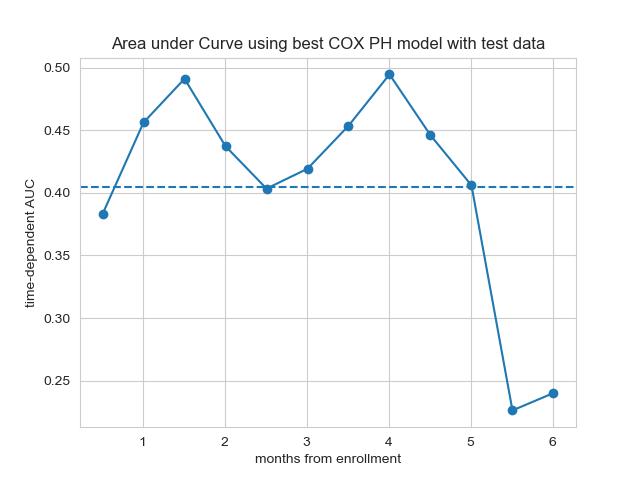 Area under Curve using best COX PH model with test data
0.50
0.45
0.40
0.35
0.30
0.25
time-dependent AUC
1 2 3 4 5 6
months from enrollment